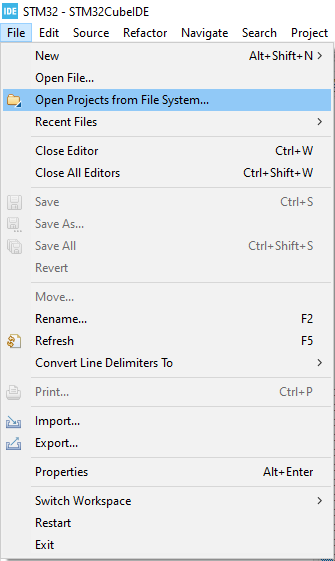 IDE STM32 - STM32CubeIDE
File Edit Source Refactor Navigate Search Project
New Alt+Shift+N
Open File...
Open Projects from File System...
Recent Files
Close Editor Ctrl+W
Close All Editors Ctrl+Shift+W
Save Ctrl+S
Save As...
Save All Ctrl+Shift+S
Revert
Move...
Rename... F2
Refresh F5
Convert Line Delimiters To
Print... Ctrl+P
Import...
Export...
Properties Alt+Enter
Switch Workspace
Restart
Exit